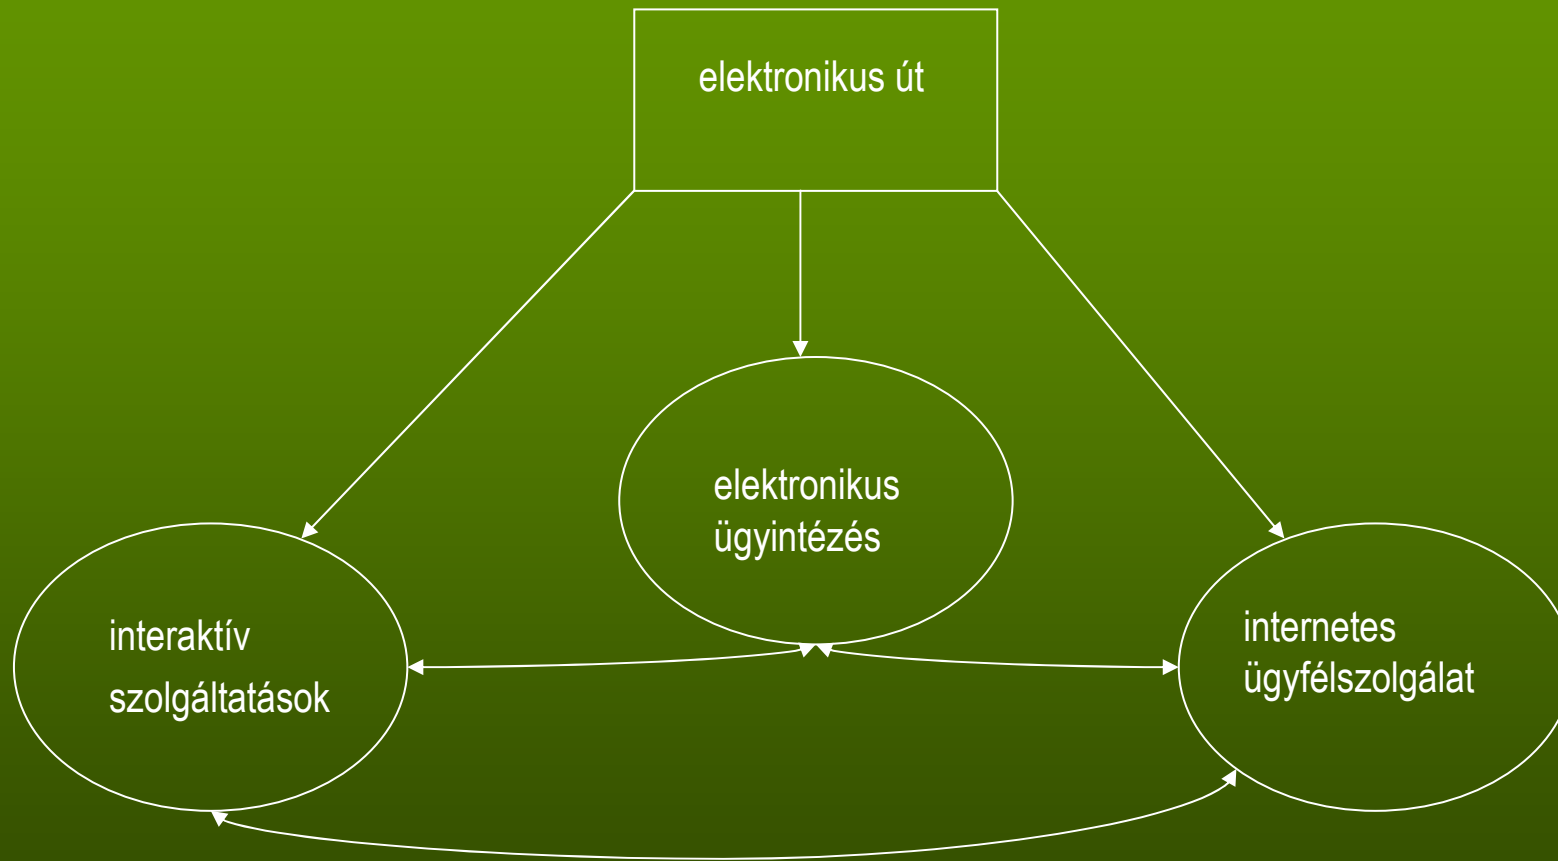 elektronikus út
elektronikus
ügyintézés
interaktív
szolgáltatások
internetes
ügyfélszolgálat